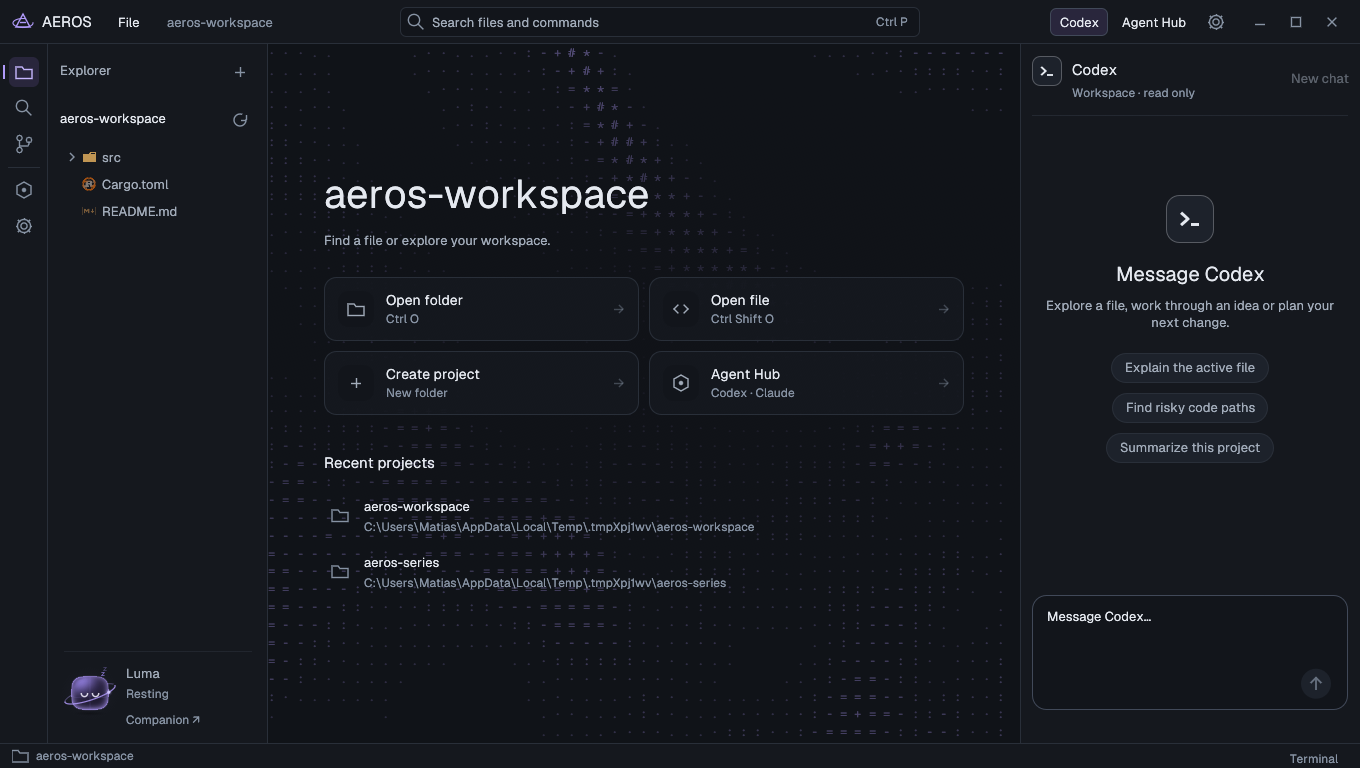 AEROS File aeros-workspace Search files and commands Ctrl P Codex Agent Hub
Explorer
aeros-workspace
src
Cargo.toml
README.md
Luma
Resting
Companion ↗
aeros-workspace
Find a file or explore your workspace.
Open folder
Ctrl O
Open file
Ctrl Shift O
Create project
New folder
Agent Hub
Codex · Claude
Recent projects
aeros-workspace
C:\Users\Matias\AppData\Local\Temp\.tmpXpj1wv\aeros-workspace
aeros-series
C:\Users\Matias\AppData\Local\Temp\.tmpXpj1wv\aeros-series
Codex
Workspace · read only
New chat
Message Codex
Explore a file, work through an idea or plan your
next change.
Explain the active file
Find risky code paths
Summarize this project
Message Codex…
aeros-workspace
Terminal